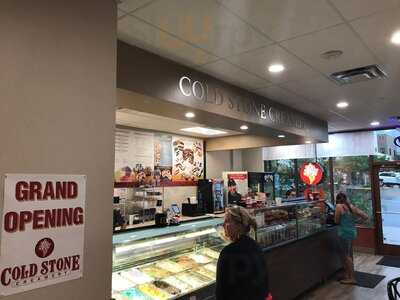 COLD STONE CREAMERY
GRAND
OPENING
COLD STONE
CREAMERY